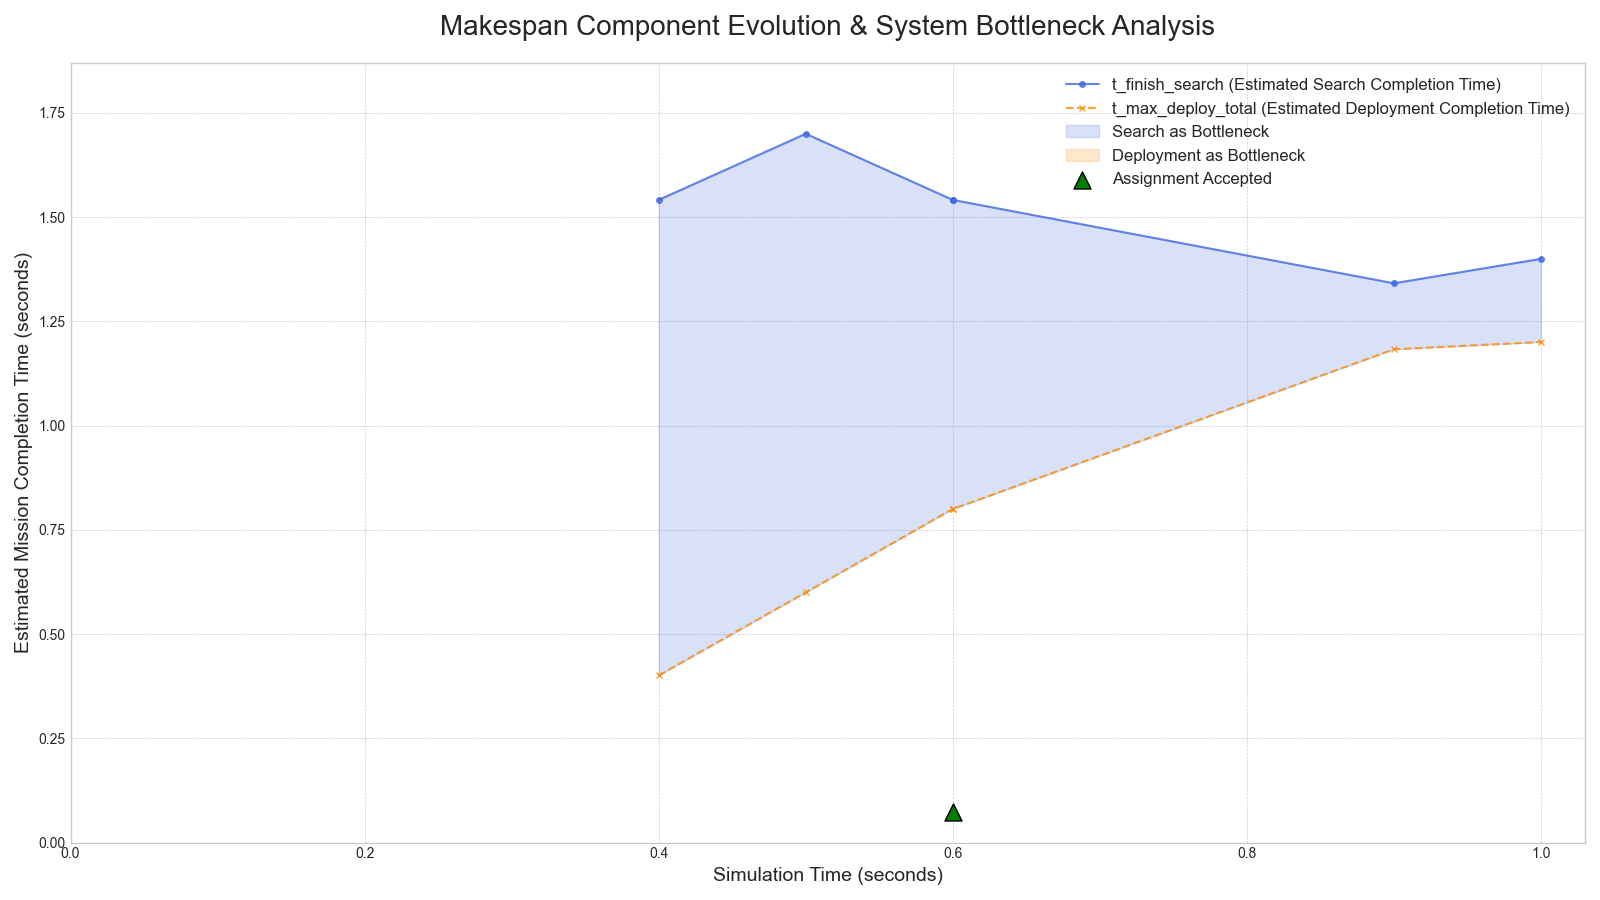 Makespan Component Evolution & System Bottleneck Analysis
t_finish_search (Estimated Search Completion Time)
t_max_deploy_total (Estimated Deployment Completion Time)
Search as Bottleneck
Deployment as Bottleneck
Assignment Accepted
Estimated Mission Completion Time (seconds)
1.75
1.50
1.25
1.00
0.75
0.50
0.25
0.00
0.0 0.2 0.4 0.6 0.8 1.0
Simulation Time (seconds)